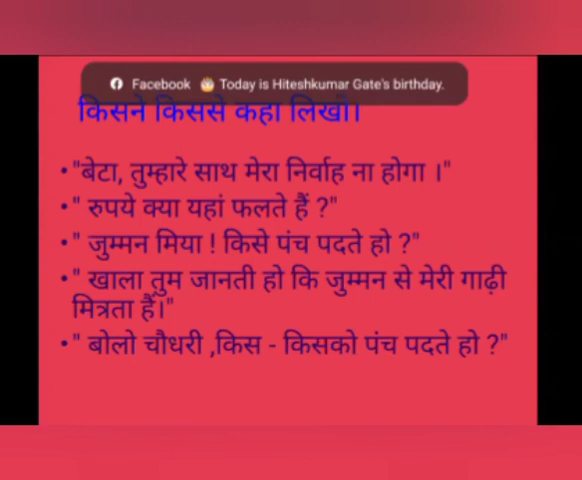 Facebook Today is Hiteshkumar Gate's birthday.
किसने किससे कहा लिखों।
•"बेटा, तुम्हारे साथ मेरा निर्वाह ना होगा ।"
•" रुपये क्या यहां फलते हैं ?"
•" जुम्मन मिया ! किसे पंच पदते हो ?"
•" खाला तुम जानती हो कि जुम्मन से मेरी गाढ़ी
मित्रता हैं।"
•" बोलो चौधरी ,किस - किसको पंच पदते हो ?"